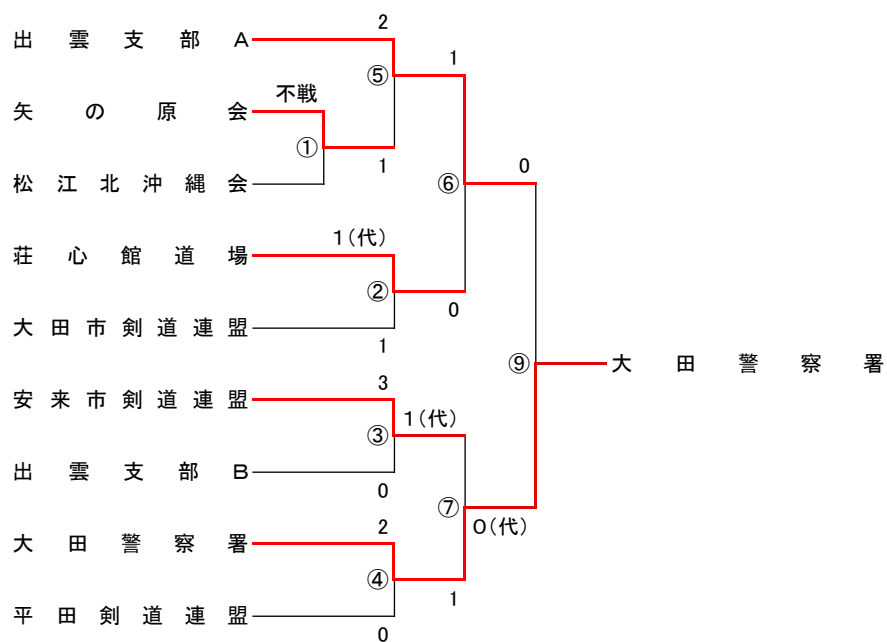 出雲支部A
2
1
⑤
矢の原会
不戦
①
1
0
松江北沖縄会
⑥
荘心館道場
1(代)
②
0
大田市剣道連盟
1
⑨
大田警察署
安来市剣道連盟
3
1(代)
③
出雲支部B
0
⑦
0(代)
大田警察署
2
④
1
平田剣道連盟
0